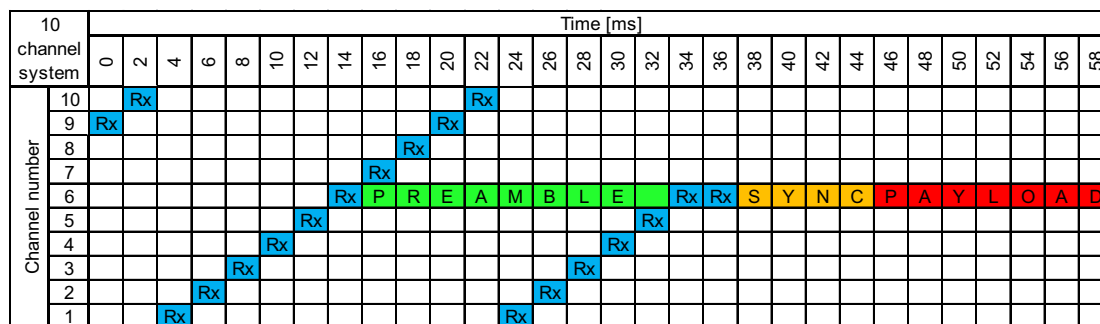 10 channel system
Time [ms]
0 2 4 6 8 10 12 14 16 18 20 22 24 26 28 30 32 34 36 38 40 42 44 46 48 50 52 54 56 58
Channel number
10 Rx Rx
9 Rx Rx
8 Rx
7 Rx
6 Rx P R E A M B L E Rx Rx S Y N C P A Y L O A D
5 Rx Rx
4 Rx Rx
3 Rx Rx
2 Rx Rx
1 Rx Rx